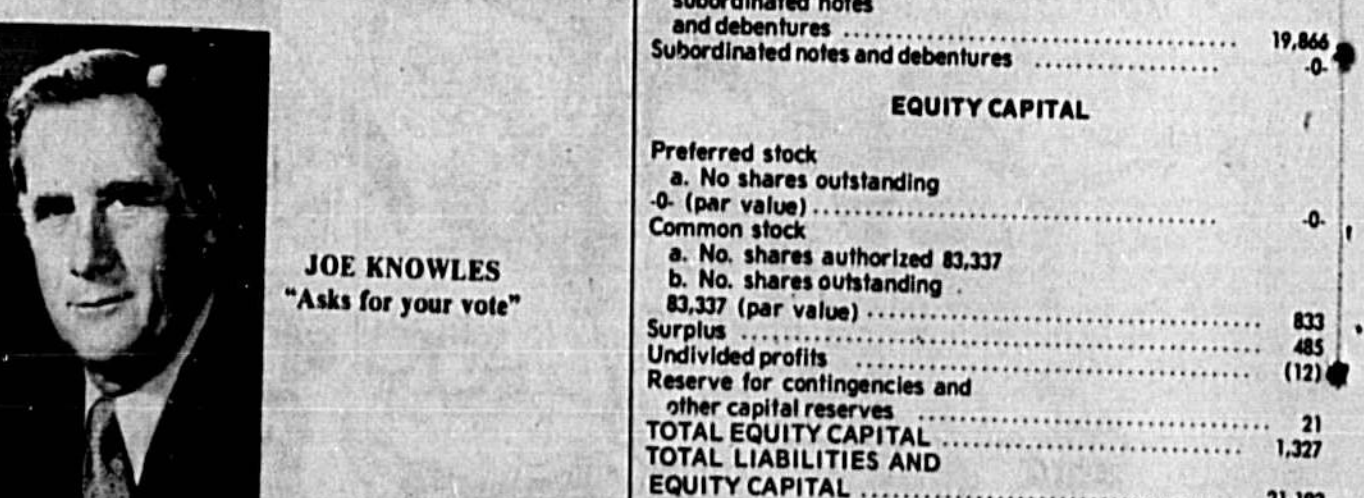 JOE KNOWLES
"Asks for your vote"
subordinated notes
and debentures ........................................ 19,866
Subordinated notes and debentures .................... -0-
EQUITY CAPITAL
Preferred stock
a. No shares outstanding
-0- (par value) ........................................ -0-
Common stock
a. No. shares authorized 83,337
b. No. shares outstanding
83,337 (par value) ........................................ 833
Surplus ........................................ 485
Undivided profits ........................................ (12)
Reserve for contingencies and
other capital reserves ........................................ 21
TOTAL EQUITY CAPITAL ........................................ 1,327
TOTAL LIABILITIES AND
EQUITY CAPITAL ........................................